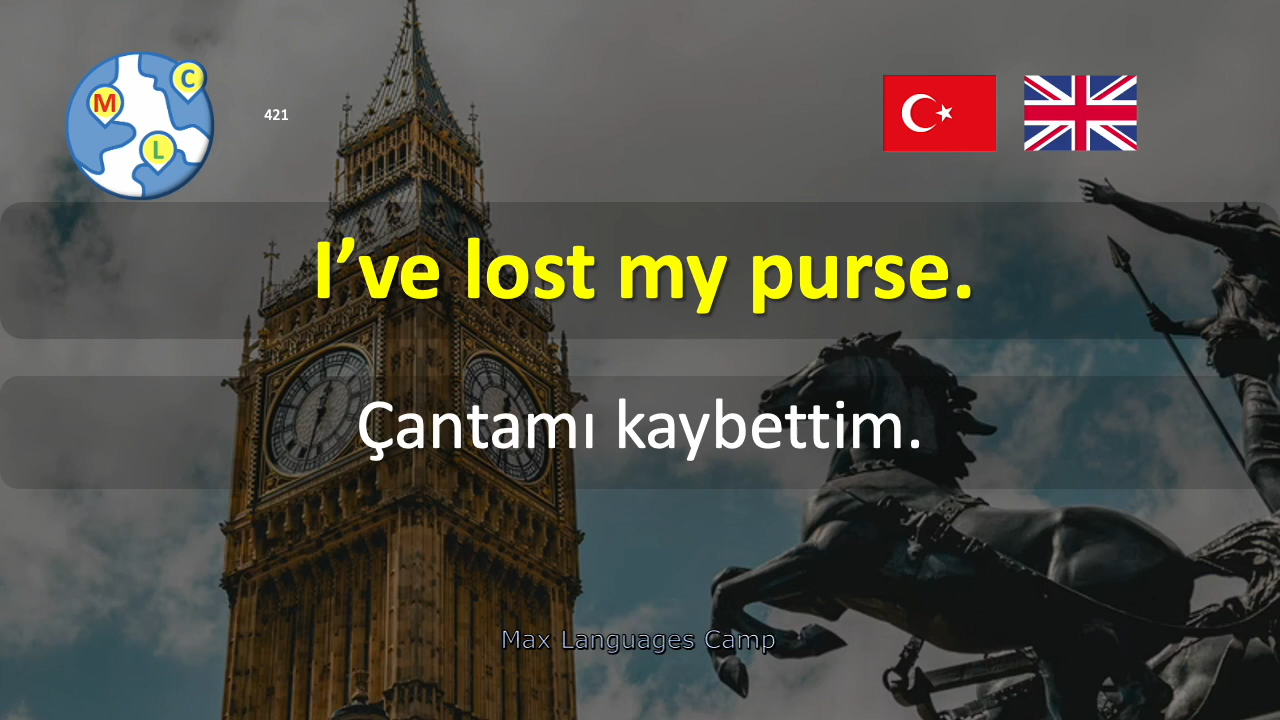 M
C
L
421
I’ve lost my purse.
Çantamı kaybettim.
Max Languages Camp